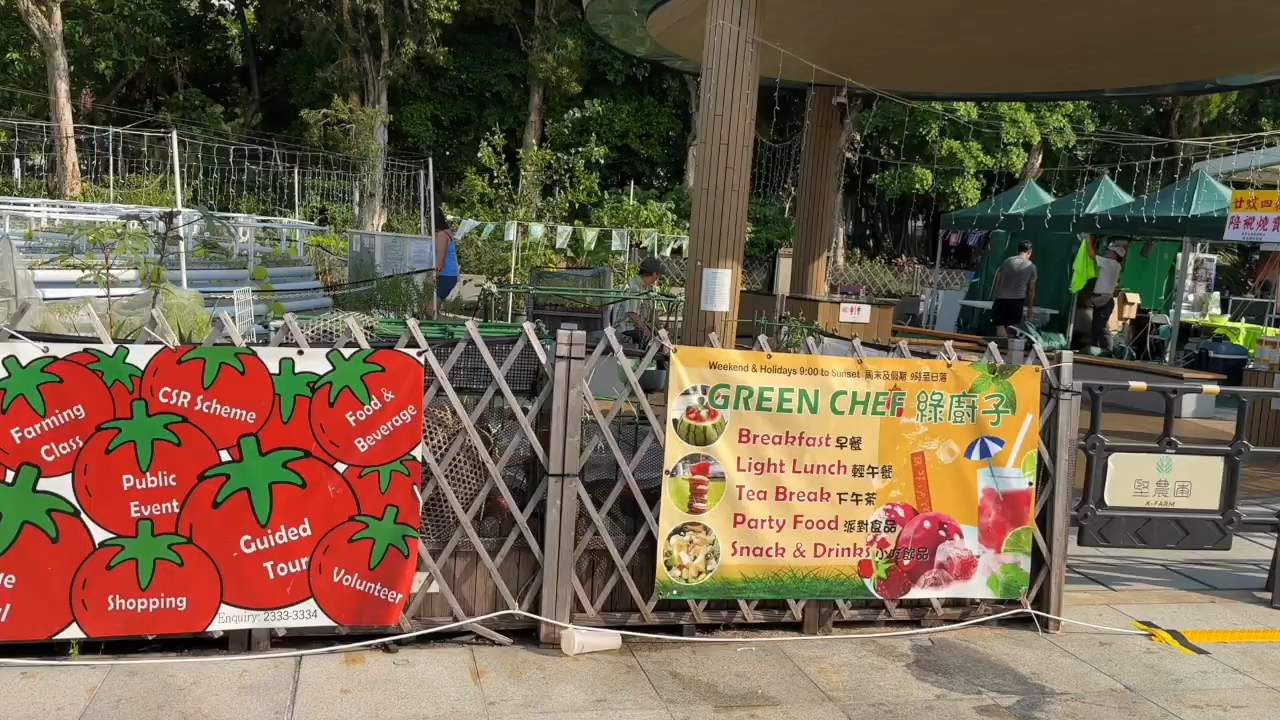 Farming
Class
CSR Scheme
Food &
Beverage
Public
Event
Guided
Tour
Shopping
Volunteer
Enquiry: 2333-3334
Weekend & Holidays 9:00 to Sunset 周末及假期 9時至日落
GREEN CHEF 綠廚子
Breakfast 早餐
Light Lunch 輕午餐
Tea Break 下午茶
Party Food 派對食品
Snack & Drinks 小吃飲品
堅農圃
K-FARM